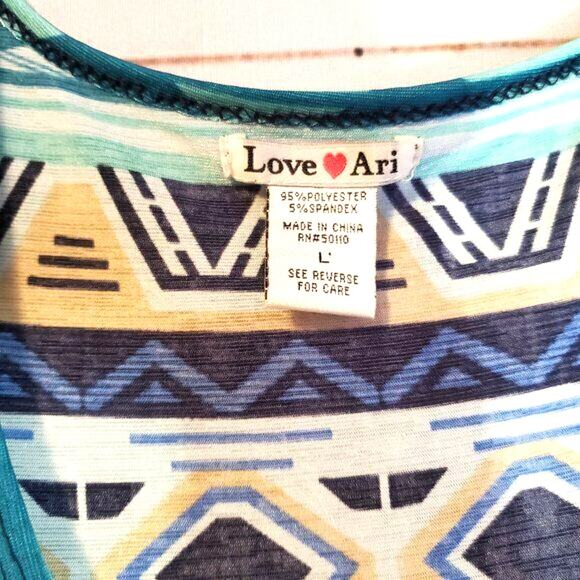 Love ♥ Ari
95%POLYESTER
5%SPANDEX
MADE IN CHINA
RN#50110
L
SEE REVERSE
FOR CARE